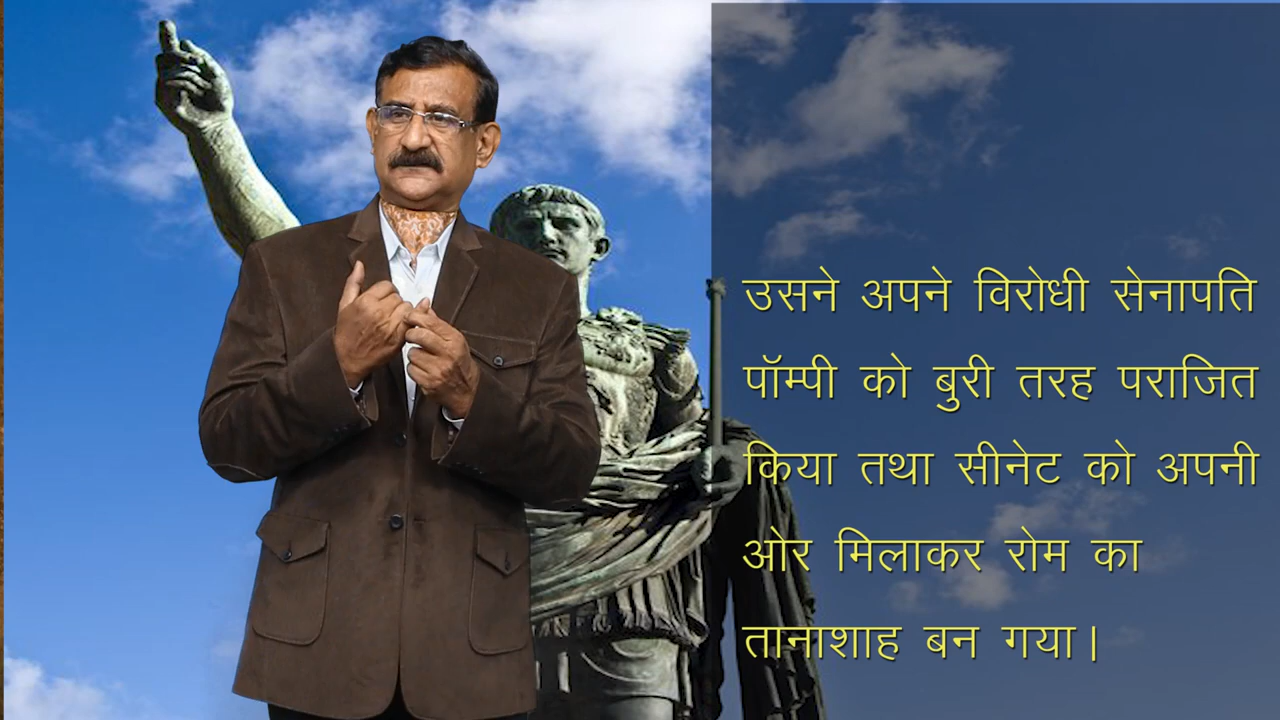 उसने अपने विरोधी सेनापति
पॉम्पी को बुरी तरह पराजित
किया तथा सीनेट को अपनी
ओर मिलाकर रोम का
तानाशाह बन गया।